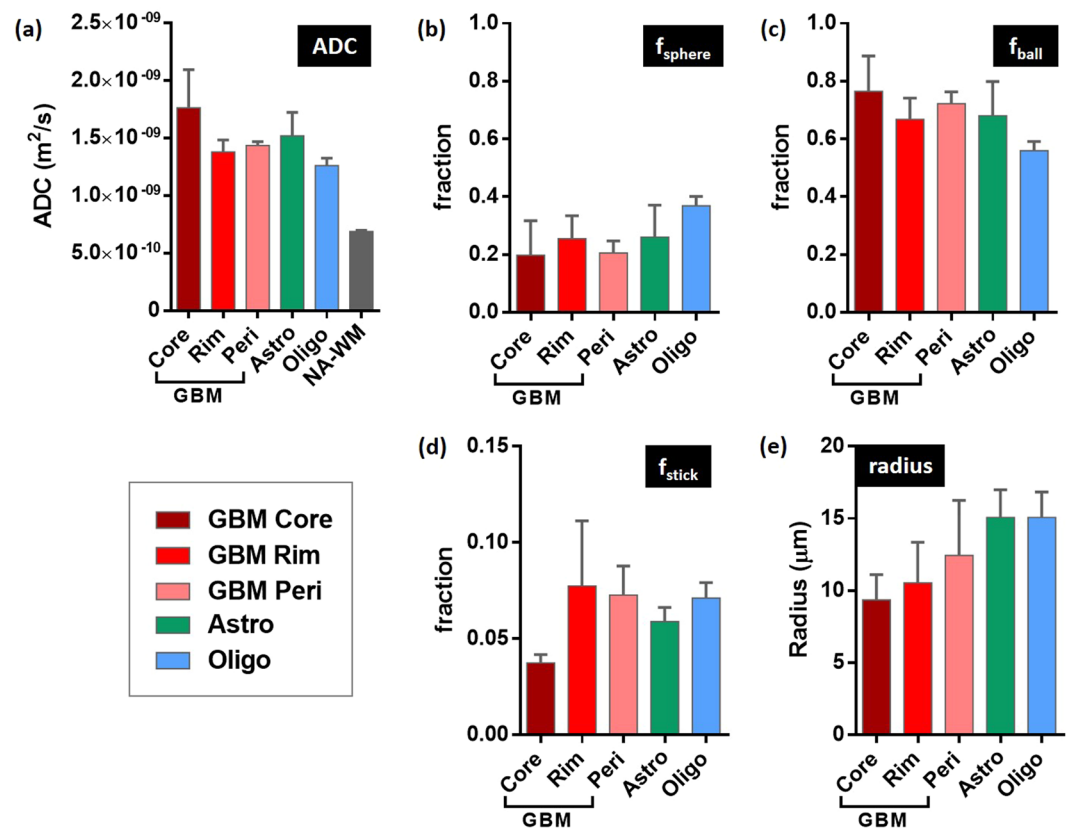 (a)
ADC
ADC (m²/s)
2.5×10⁻⁰⁹
2.0×10⁻⁰⁹
1.5×10⁻⁰⁹
1.0×10⁻⁰⁹
5.0×10⁻¹⁰
0
Core Rim Peri Astro Oligo NA-WM
GBM
(b)
f_sphere
fraction
1.0
0.8
0.6
0.4
0.2
0.0
Core Rim Peri Astro Oligo
GBM
(c)
f_ball
fraction
1.0
0.8
0.6
0.4
0.2
0.0
Core Rim Peri Astro Oligo
GBM
GBM Core
GBM Rim
GBM Peri
Astro
Oligo
(d)
f_stick
fraction
0.15
0.10
0.05
0.00
Core Rim Peri Astro Oligo
GBM
(e)
radius
Radius (μm)
20
15
10
5
0
Core Rim Peri Astro Oligo
GBM